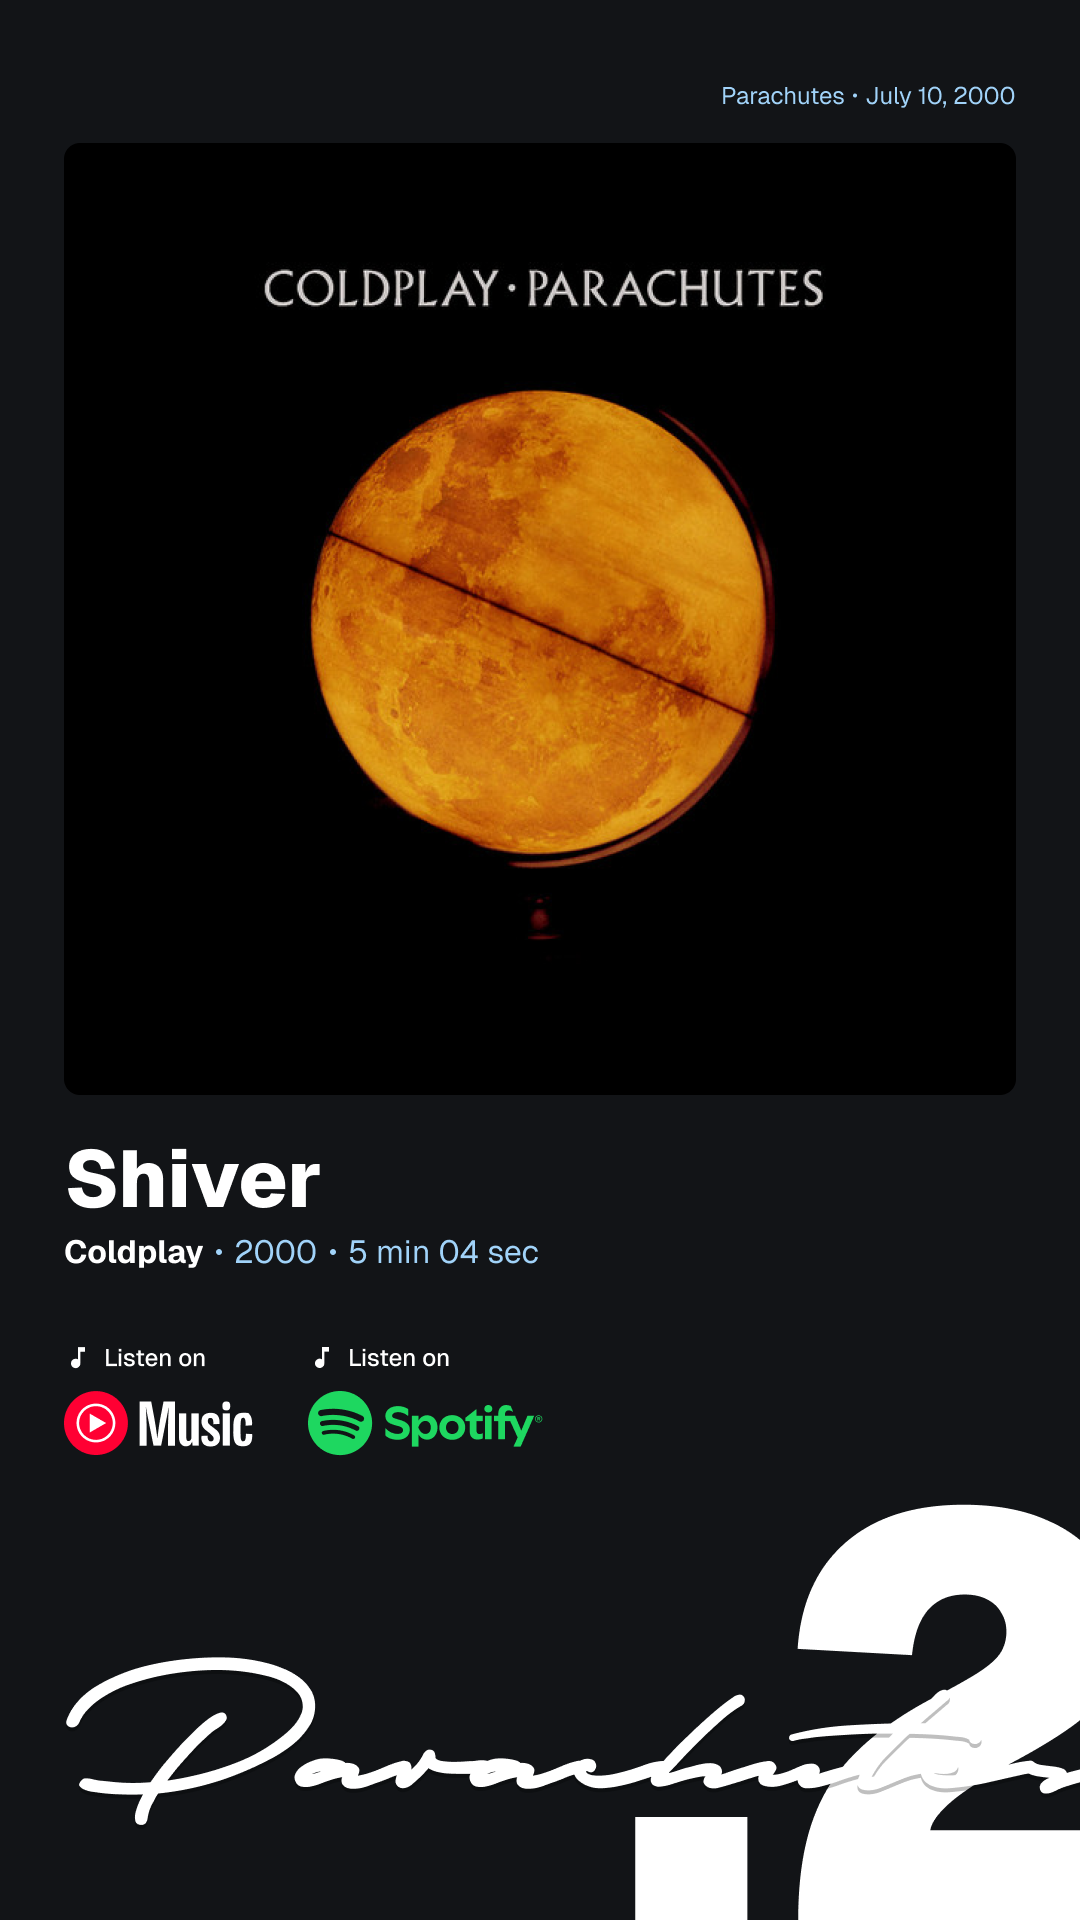 Parachutes • July 10, 2000
COLDPLAY · PARACHUTES
Shiver
Coldplay • 2000 • 5 min 04 sec
Listen on
Music
Listen on
Spotify®
.2
Parachutes